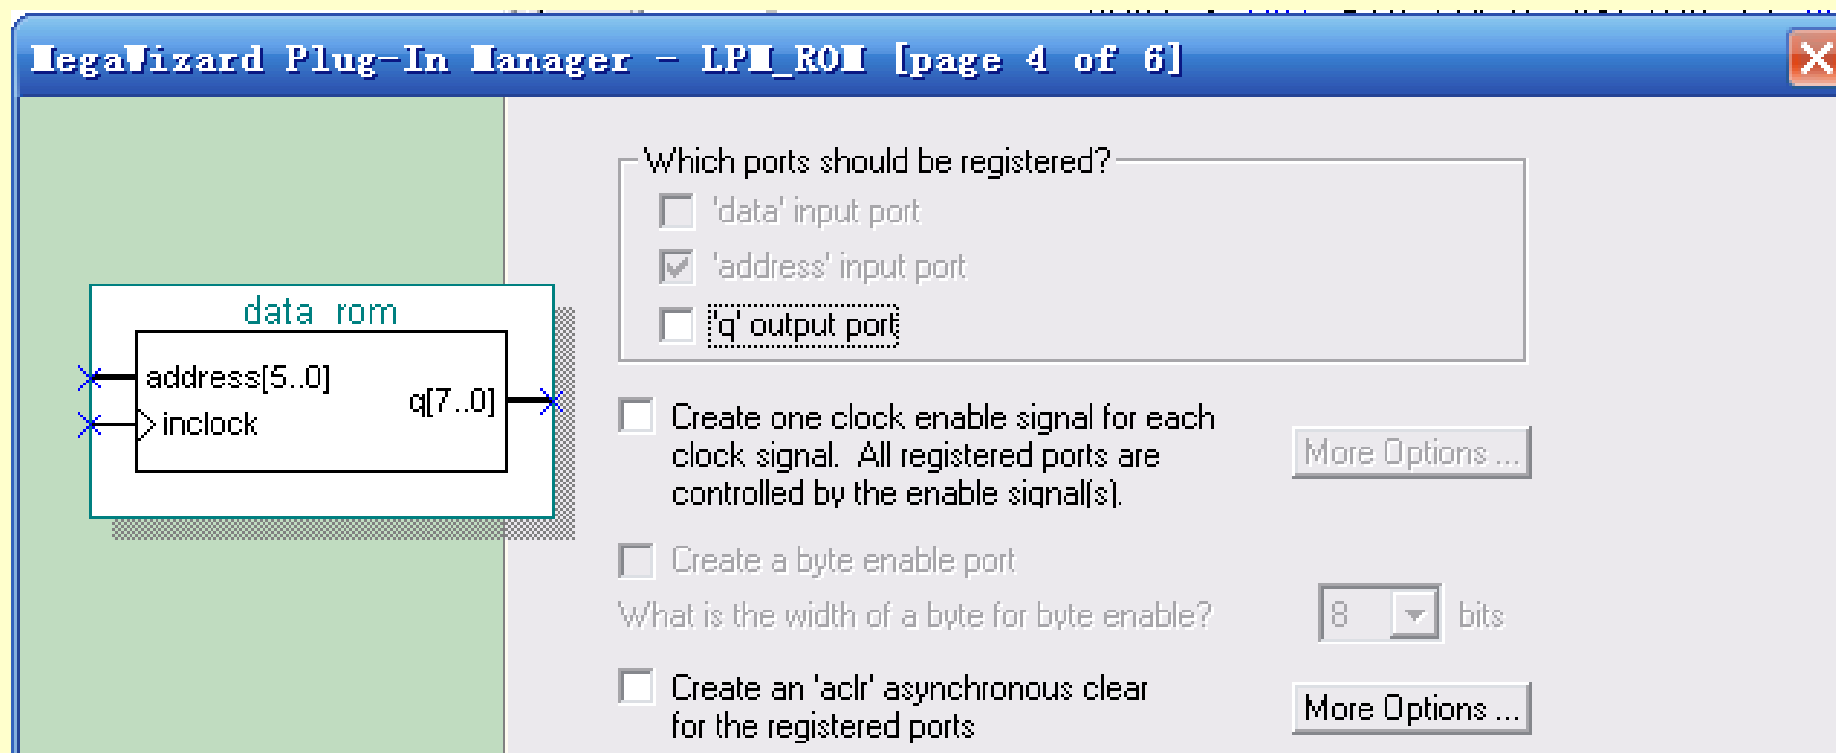 MegaWizard Plug-In Manager - LPM_ROM [page 4 of 6]
Which ports should be registered?
'data' input port
'address' input port
'q' output port
data rom
address[5..0]
q[7..0]
inclock
Create one clock enable signal for each
clock signal. All registered ports are
controlled by the enable signal(s).
More Options ...
Create a byte enable port
What is the width of a byte for byte enable?
8
bits
Create an 'aclr' asynchronous clear
for the registered ports
More Options ...